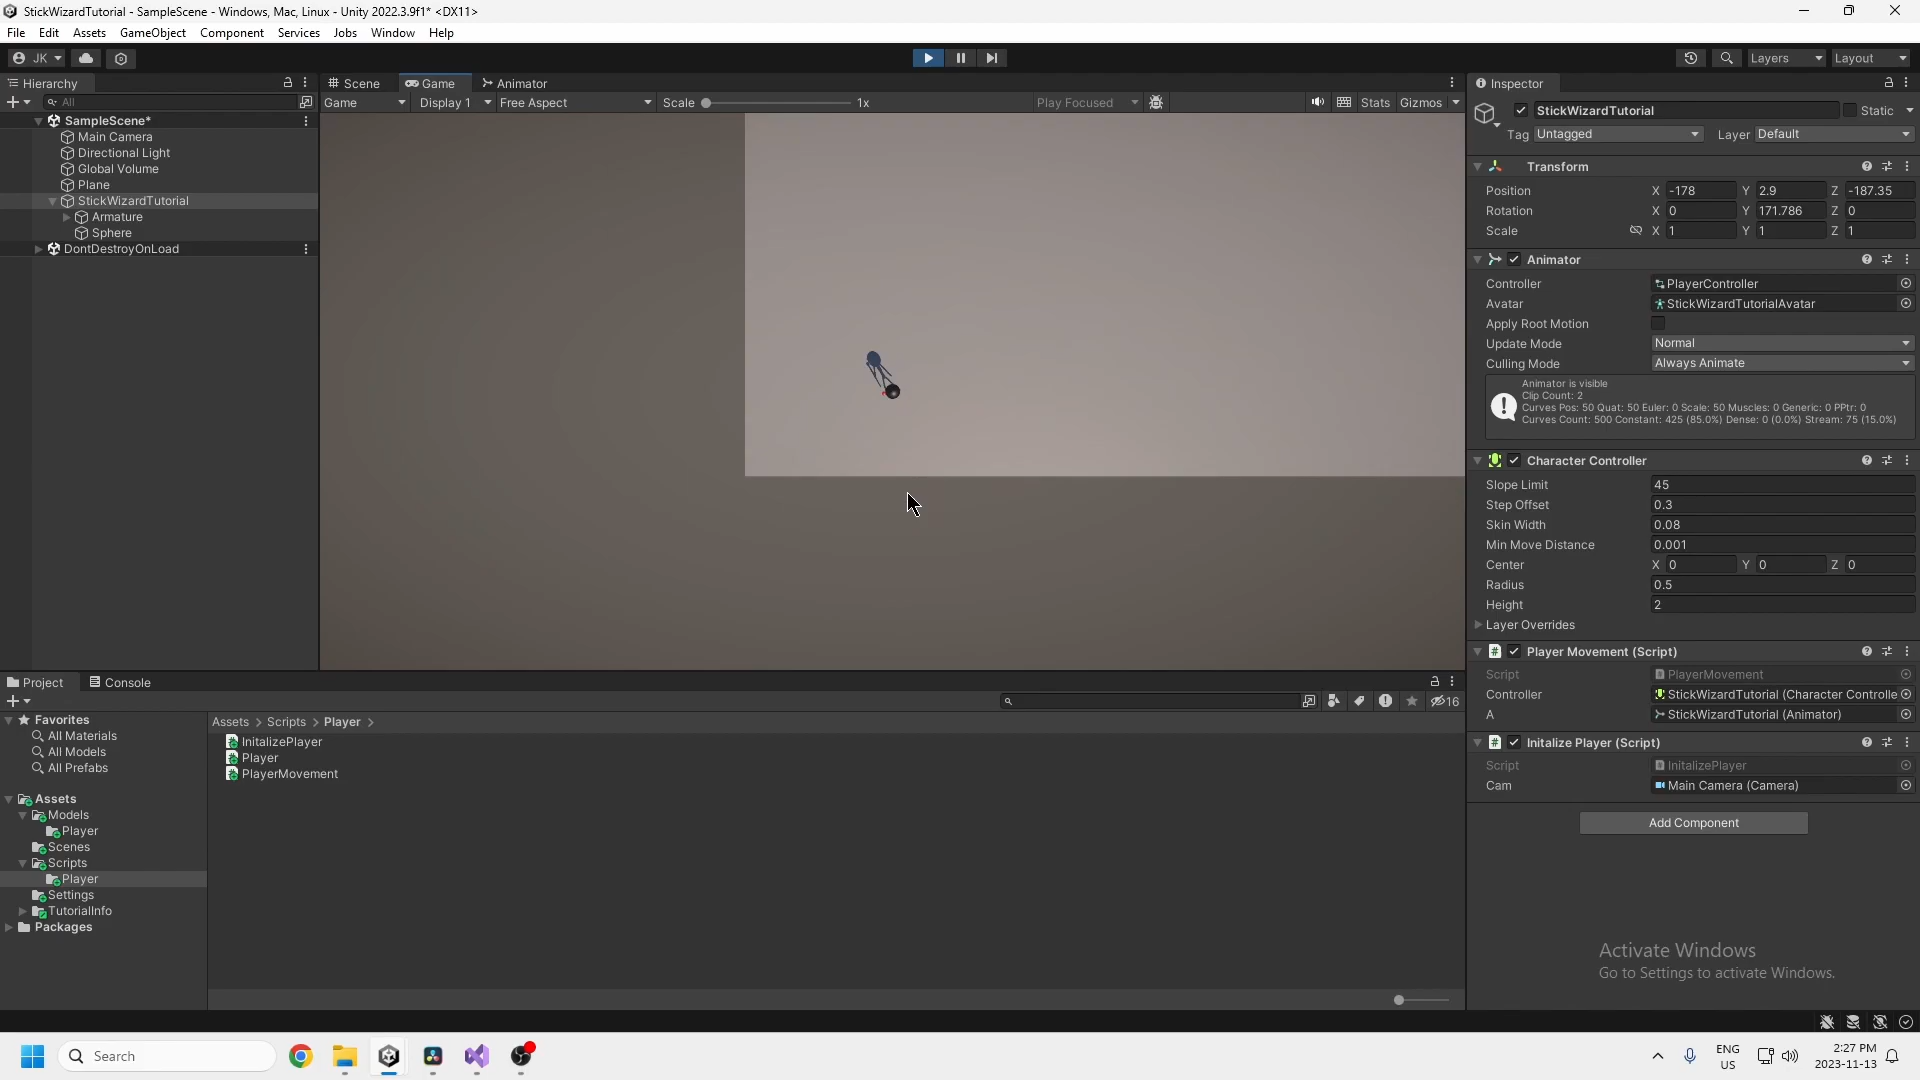 StickWizardTutorial - SampleScene - Windows, Mac, Linux - Unity 2022.3.9f1* <DX11>
File Edit Assets GameObject Component Services Jobs Window Help
JK Layers Layout
Hierarchy
All
SampleScene*
Main Camera
Directional Light
Global Volume
Plane
StickWizardTutorial
Armature
Sphere
DontDestroyOnLoad
Scene Game Animator
Game Display 1 Free Aspect Scale 1x Play Focused Stats Gizmos
Inspector
StickWizardTutorial Static
Tag Untagged Layer Default
Transform
Position X -178 Y 2.9 Z -187.35
Rotation X 0 Y 171.786 Z 0
Scale X 1 Y 1 Z 1
Animator
Controller PlayerController
Avatar StickWizardTutorialAvatar
Apply Root Motion
Update Mode Normal
Culling Mode Always Animate
Animator is visible
Clip Count: 2
Curves Pos: 50 Quat: 50 Euler: 0 Scale: 50 Muscles: 0 Generic: 0 PPtr: 0
Curves Count: 500 Constant: 425 (85.0%) Dense: 0 (0.0%) Stream: 75 (15.0%)
Character Controller
Slope Limit 45
Step Offset 0.3
Skin Width 0.08
Min Move Distance 0.001
Center X 0 Y 0 Z 0
Radius 0.5
Height 2
Layer Overrides
Player Movement (Script)
Script PlayerMovement
Controller StickWizardTutorial (Character Controlle
A StickWizardTutorial (Animator)
Initalize Player (Script)
Script InitalizePlayer
Cam Main Camera (Camera)
Add Component
Project Console
16
Favorites
All Materials
All Models
All Prefabs
Assets
Models
Player
Scenes
Scripts
Player
Settings
TutorialInfo
Packages
Assets > Scripts > Player >
InitalizePlayer
Player
PlayerMovement
Activate Windows
Go to Settings to activate Windows.
Search
ENG
US
2:27 PM
2023-11-13